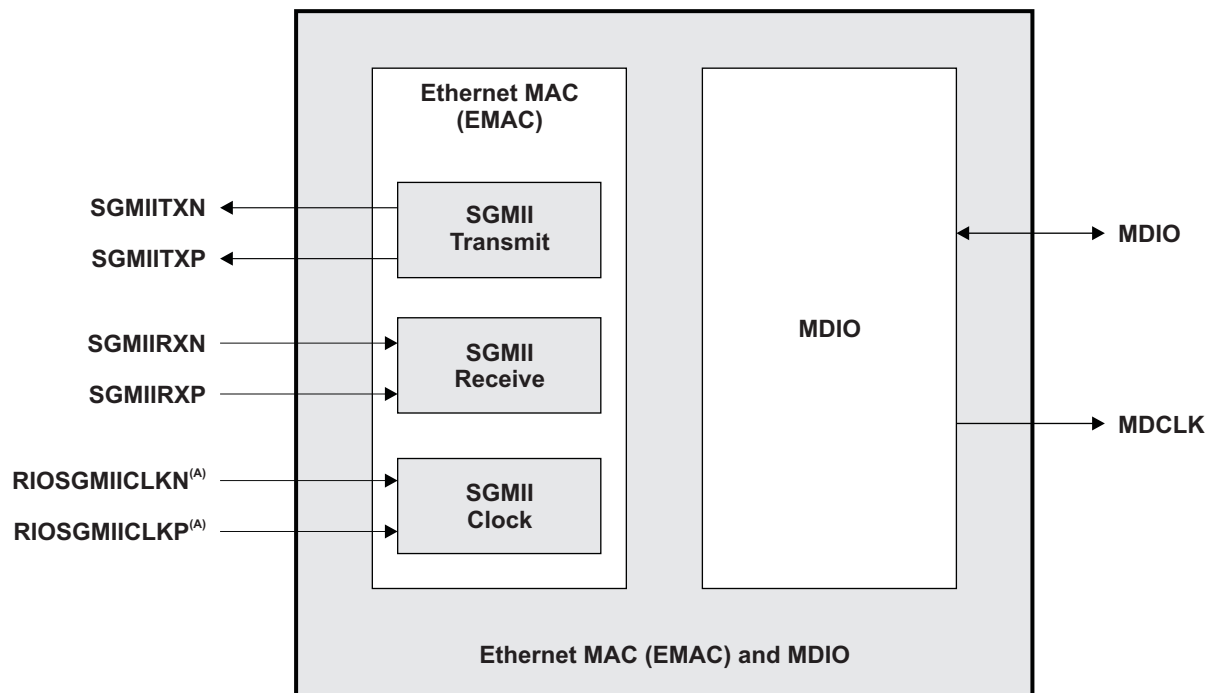 Ethernet MAC
(EMAC)
SGMIITXN
SGMIITXP
SGMII
Transmit
SGMIIRXN
SGMIIRXP
SGMII
Receive
RIOSGMIICLKN(A)
RIOSGMIICLKP(A)
SGMII
Clock
MDIO
MDIO
MDCLK
Ethernet MAC (EMAC) and MDIO